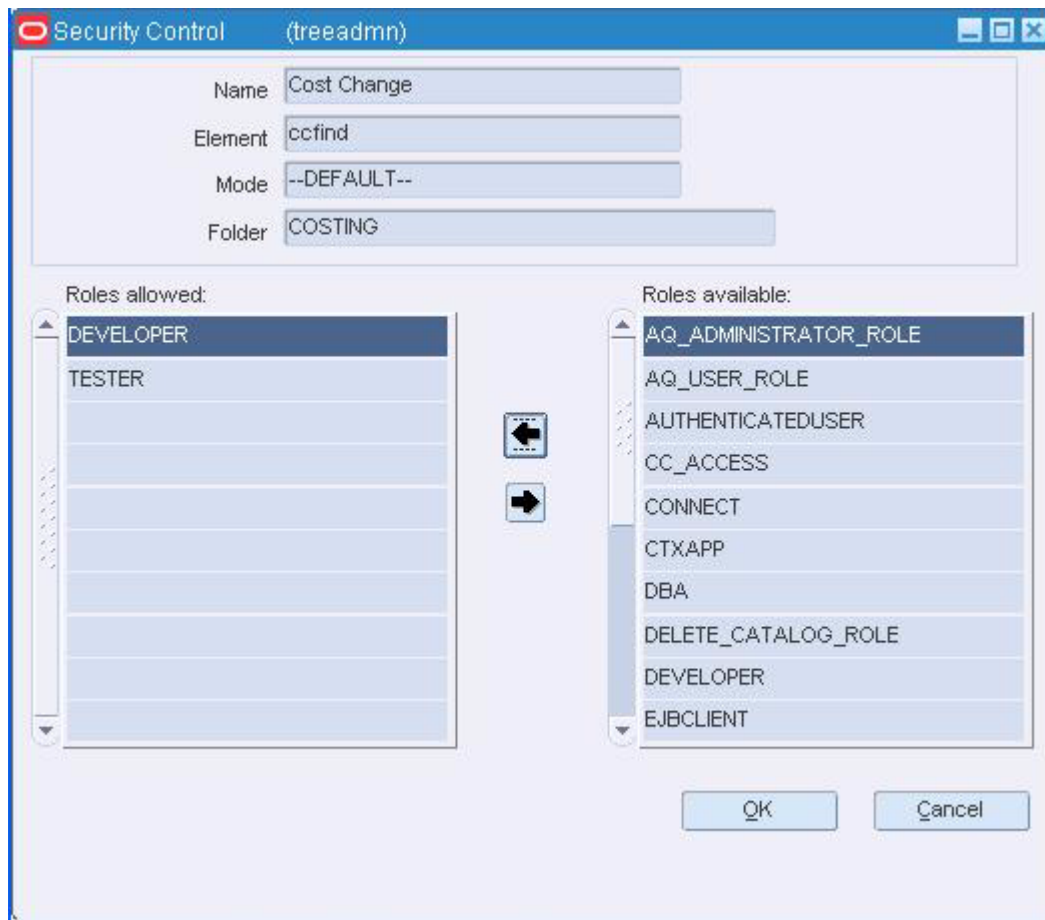 Security Control (treeadmn)
Name Cost Change
Element ccfind
Mode --DEFAULT--
Folder COSTING
Roles allowed:
DEVELOPER
TESTER
Roles available:
AQ_ADMINISTRATOR_ROLE
AQ_USER_ROLE
AUTHENTICATEDUSER
CC_ACCESS
CONNECT
CTXAPP
DBA
DELETE_CATALOG_ROLE
DEVELOPER
EJBCLIENT
OK Cancel